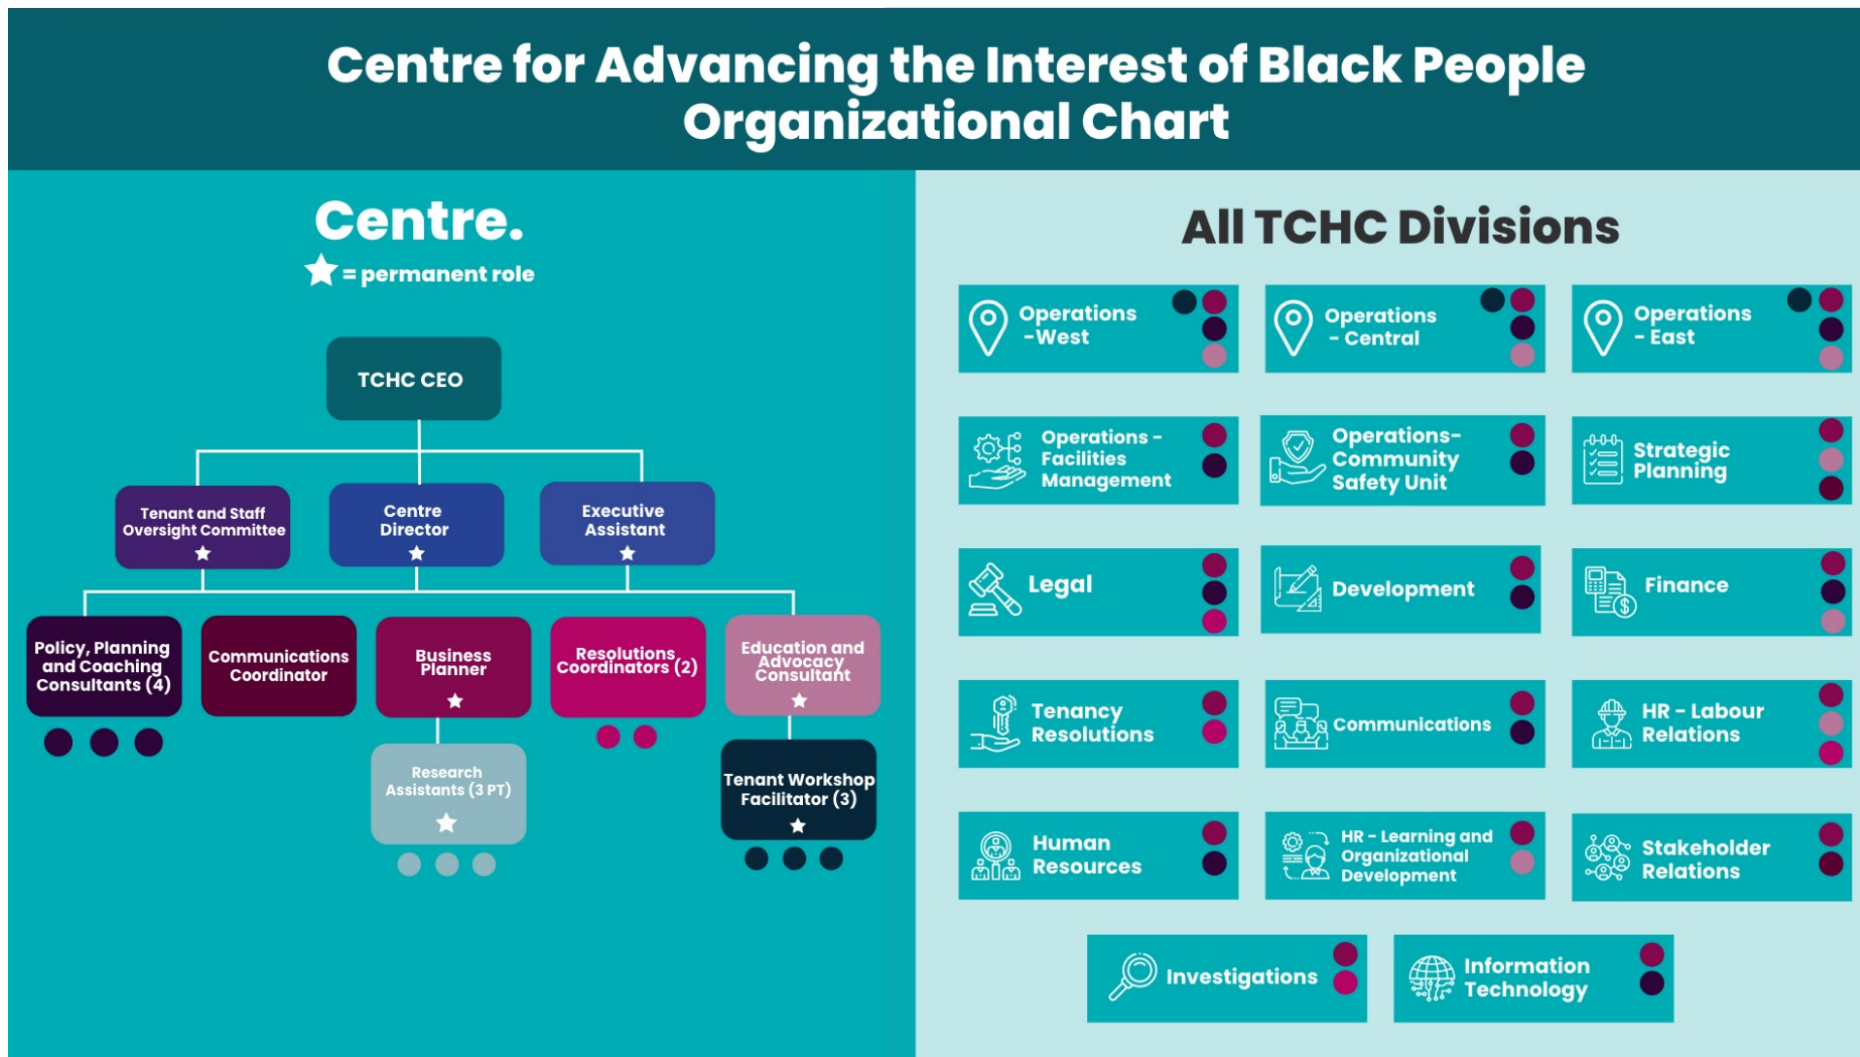 Centre for Advancing the Interest of Black People
Organizational Chart
Centre.
= permanent role
TCHC CEO
Tenant and Staff
Oversight Committee
Centre
Director
Executive
Assistant
Policy, Planning
and Coaching
Consultants (4)
Communications
Coordinator
Business
Planner
Resolutions
Coordinators (2)
Education and
Advocacy
Consultant
Research
Assistants (3 PT)
Tenant Workshop
Facilitator (3)
All TCHC Divisions
Operations
-West
Operations
- Central
Operations
- East
Operations -
Facilities
Management
Operations-
Community
Safety Unit
Strategic
Planning
Legal
Development
Finance
Tenancy
Resolutions
Communications
HR - Labour
Relations
Human
Resources
HR - Learning and
Organizational
Development
Stakeholder
Relations
Investigations
Information
Technology